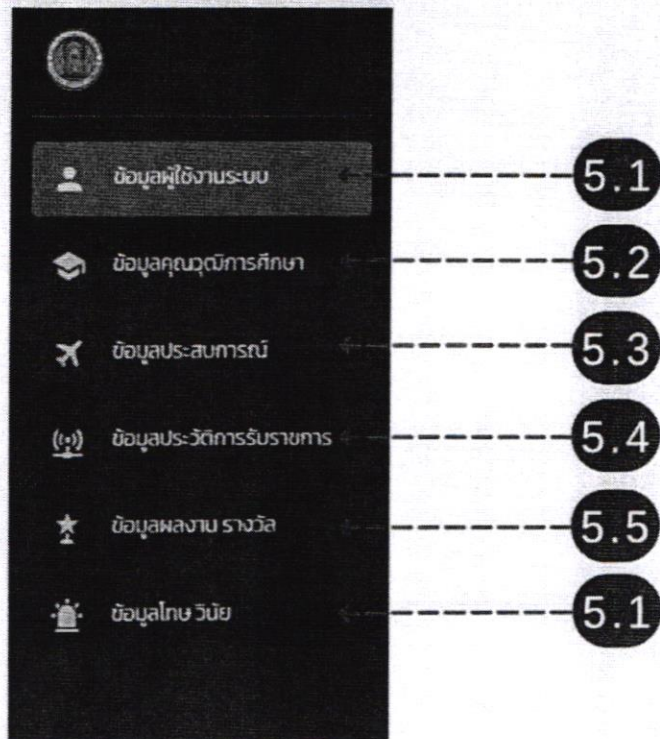 ข้อมูลผู้ใช้งานระบบ 5.1
ข้อมูลคุณวุฒิการศึกษา 5.2
ข้อมูลประสบการณ์ 5.3
ข้อมูลประวัติการรับราชการ 5.4
ข้อมูลผลงาน รางวัล 5.5
ข้อมูลโทษ วินัย 5.1